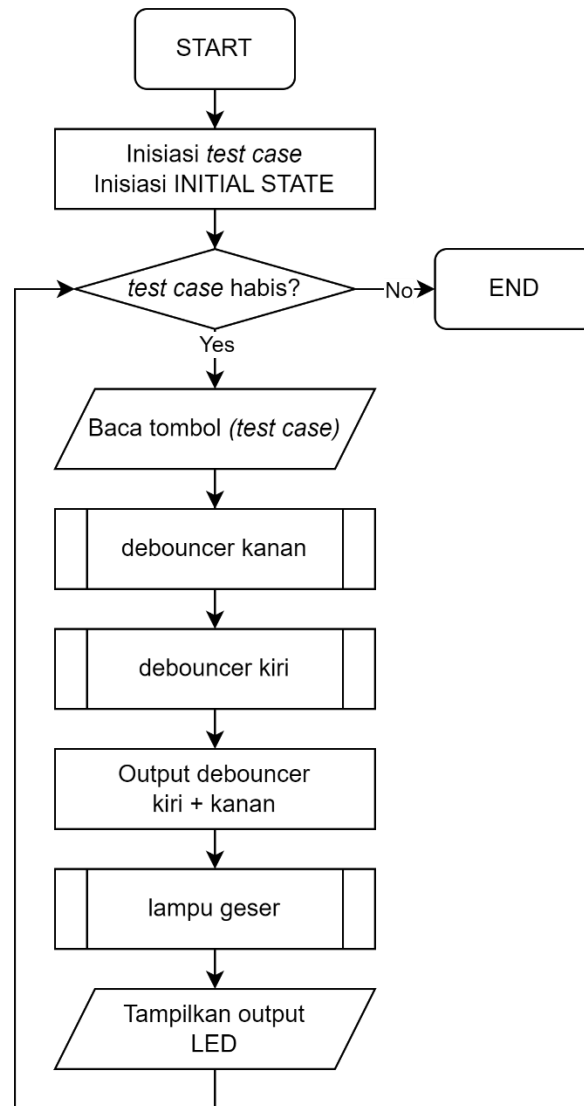 START
Inisiasi test case
Inisiasi INITIAL STATE
test case habis?
No
END
Yes
Baca tombol (test case)
debouncer kanan
debouncer kiri
Output debouncer
kiri + kanan
lampu geser
Tampilkan output
LED